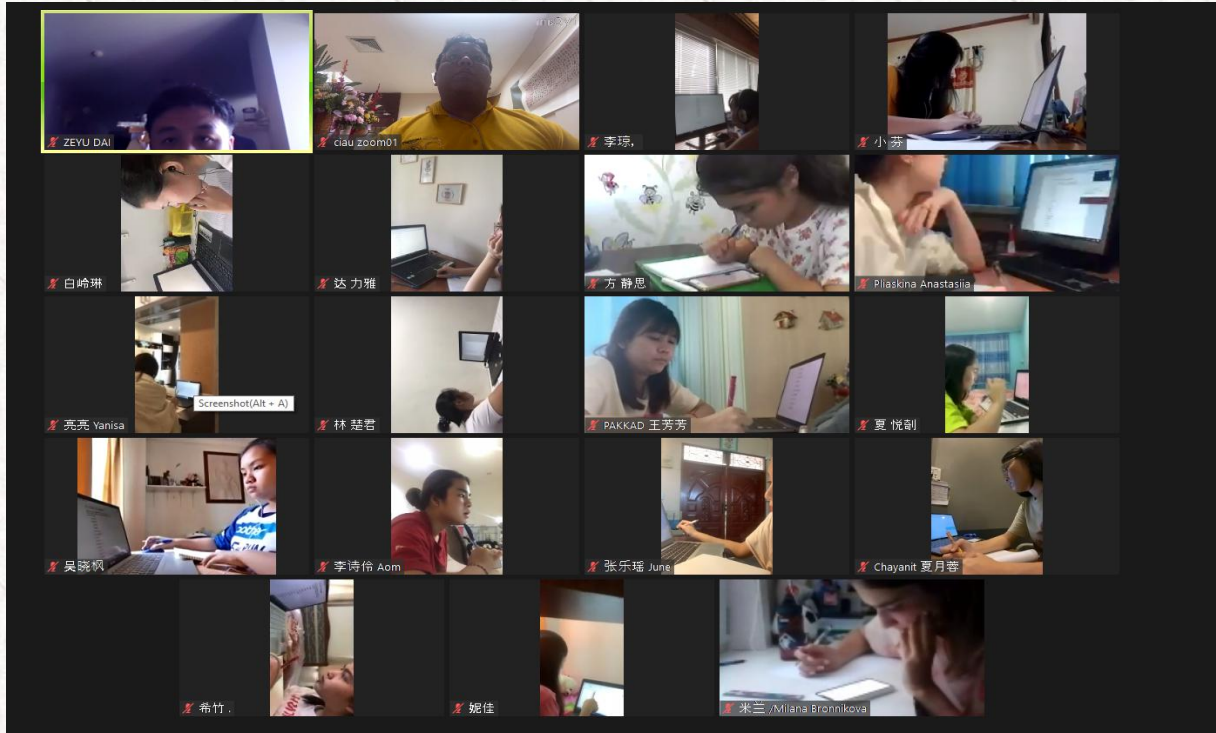 ZEYU DAI
ciau zoom01
李琼,
小 芬
白岭琳
达 力雅
方 静思
Pliaskina Anastasiia
亮亮 Yanisa
Screenshot(Alt + A)
林 楚君
PAKKAD 王芳芳
夏 悦副
吴晓枫
李诗伶 Aom
张乐瑶 June
Chayanit 夏月蓉
希竹 .
妮佳
米兰 /Milana Bronnikova